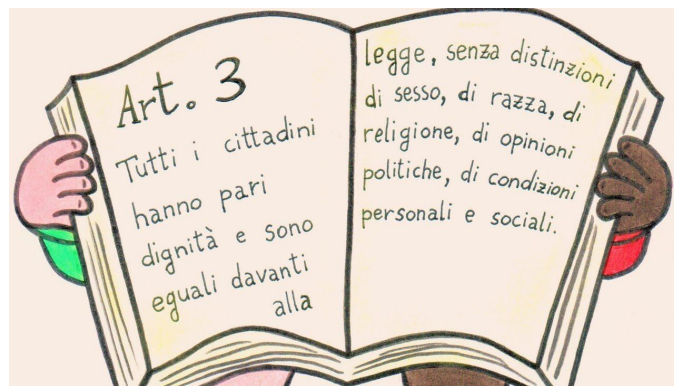 Art. 3
Tutti i cittadini
hanno pari
dignità e sono
eguali davanti
alla
legge, senza distinzioni
di sesso, di razza, di
religione, di opinioni
politiche, di condizioni
personali e sociali.